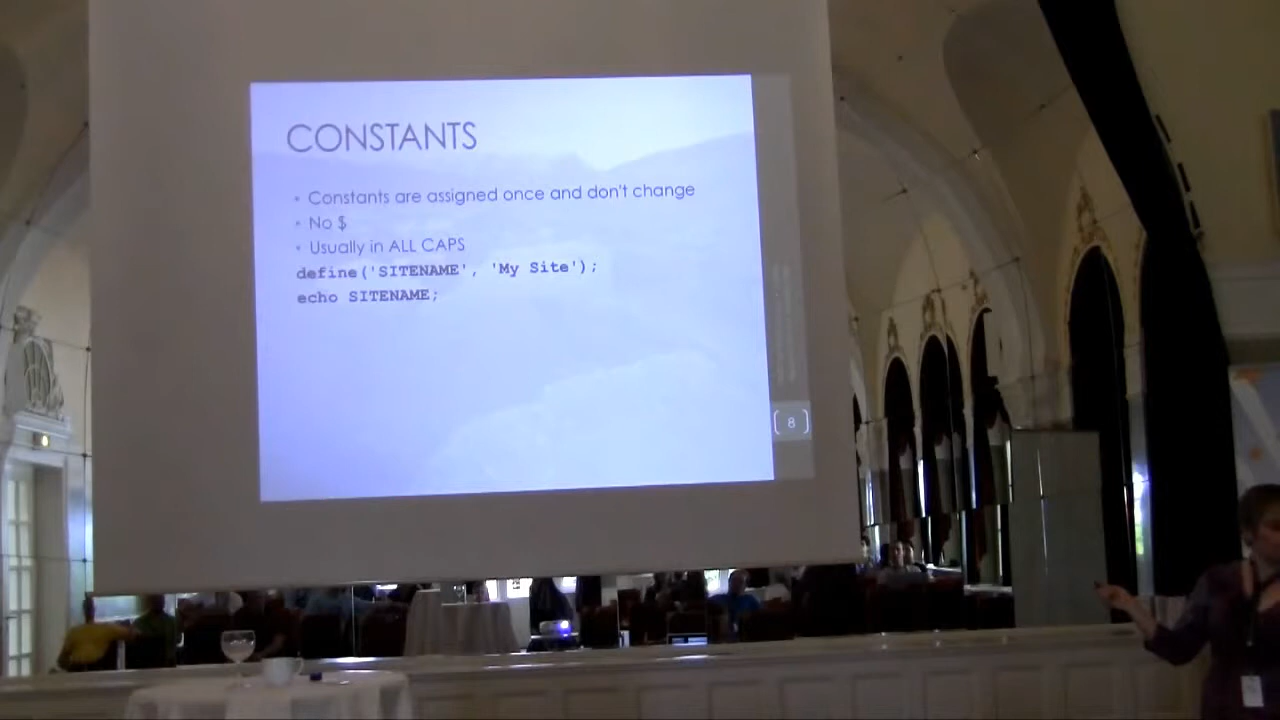 CONSTANTS
• Constants are assigned once and don't change
• No $
• Usually in ALL CAPS
define('SITENAME', 'My Site');
echo SITENAME;
8